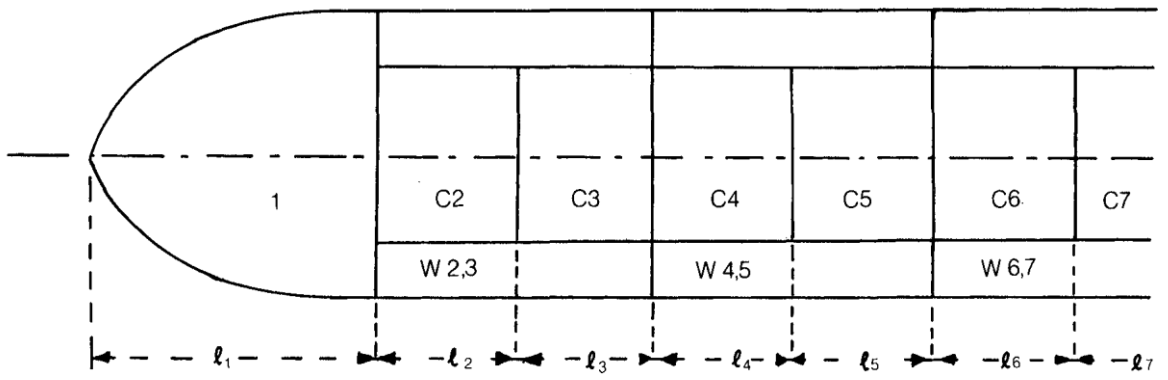 1 C2 C3 C4 C5 C6 C7
W 2,3 W 4,5 W 6,7
ℓ1 ℓ2 ℓ3 ℓ4 ℓ5 ℓ6 ℓ7